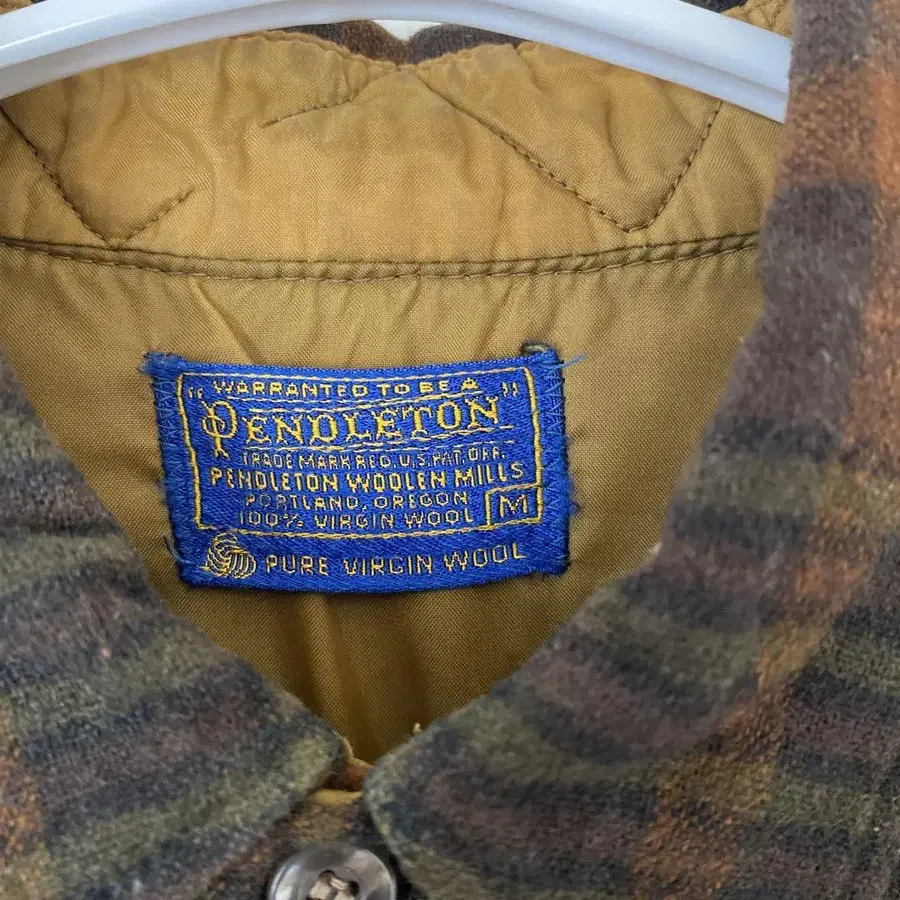 "WARRANTED TO BE A"
PENDLETON
TRADE MARK REG. U.S. PAT. OFF.
PENDLETON WOOLEN MILLS
PORTLAND, OREGON
100% VIRGIN WOOL M
PURE VIRGIN WOOL